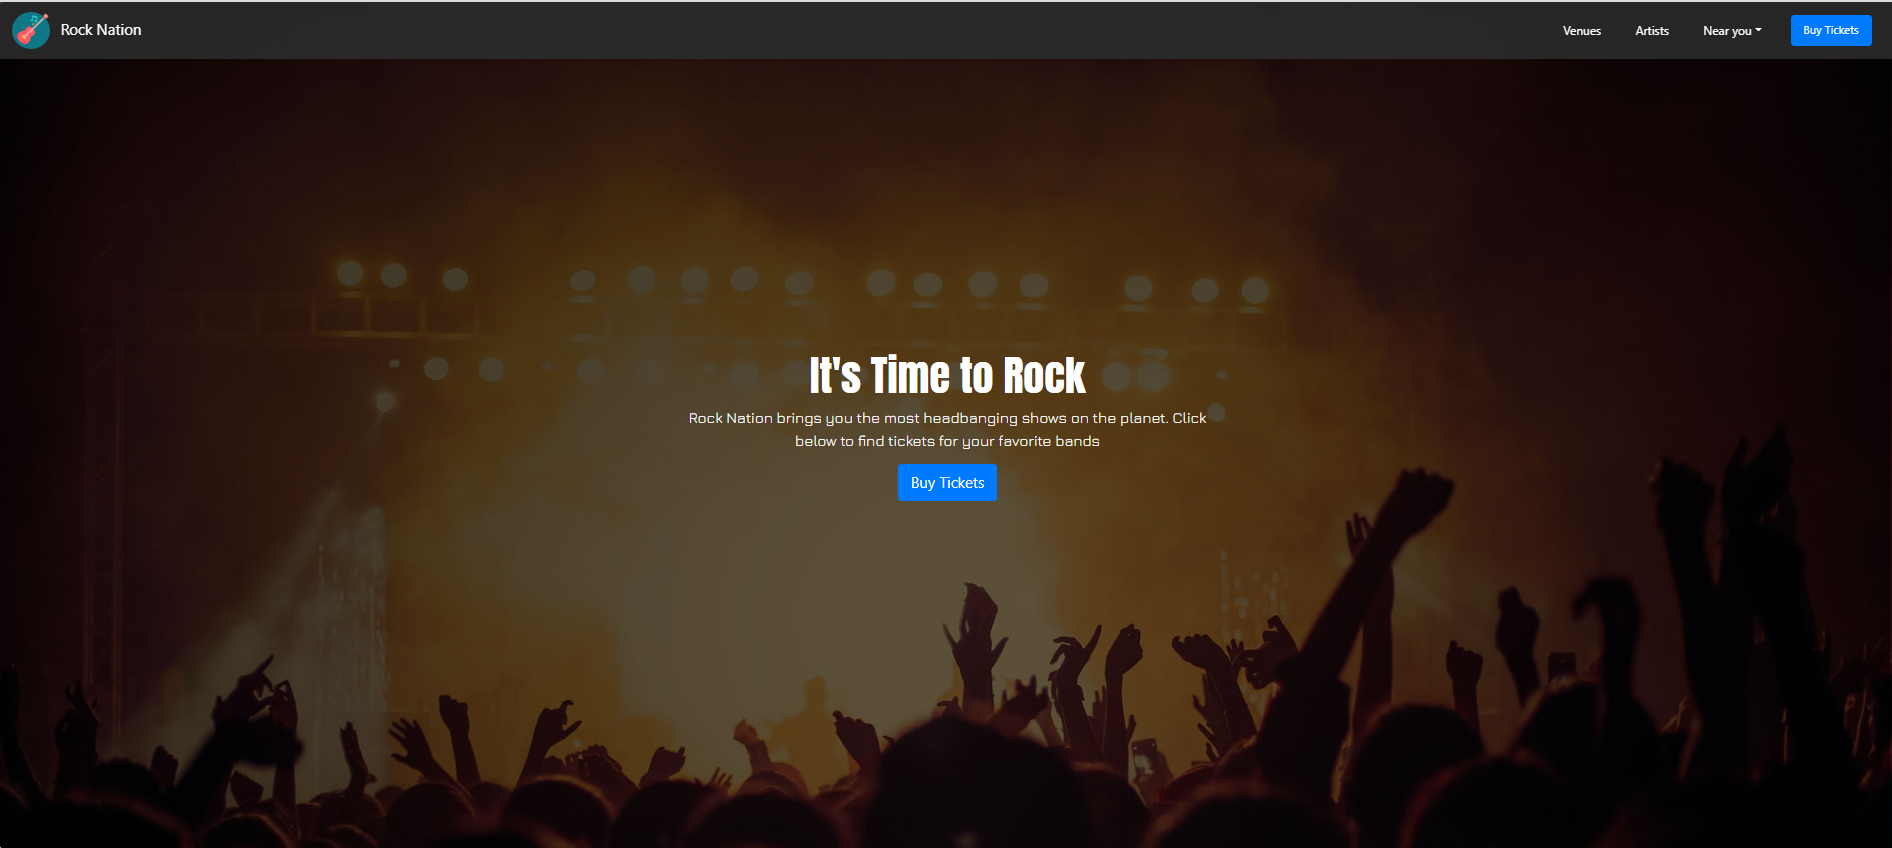 Rock Nation
Venues
Artists
Near you
Buy Tickets
It's Time to Rock
Rock Nation brings you the most headbanging shows on the planet. Click
below to find tickets for your favorite bands
Buy Tickets